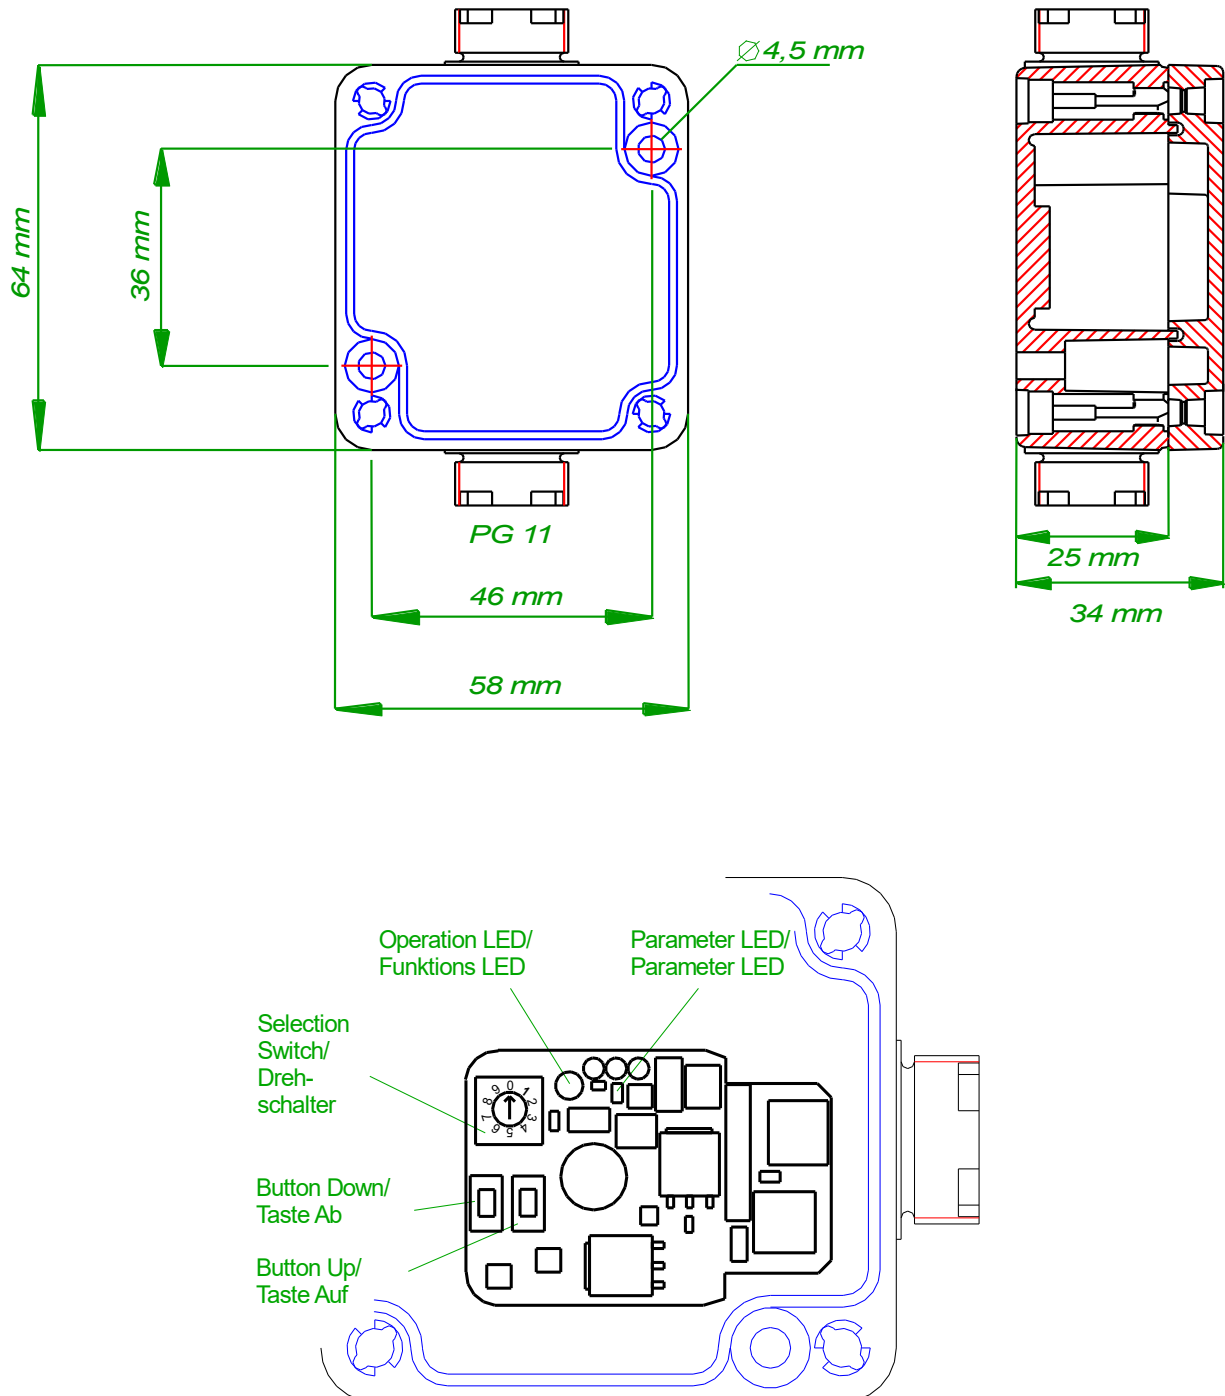 ⌀4,5 mm
64 mm
36 mm
PG 11
46 mm
58 mm
25 mm
34 mm
Operation LED/
Funktions LED
Parameter LED/
Parameter LED
Selection
Switch/
Dreh-
schalter
0 1 2 3 4 5 6 7 8 9
Button Down/
Taste Ab
Button Up/
Taste Auf